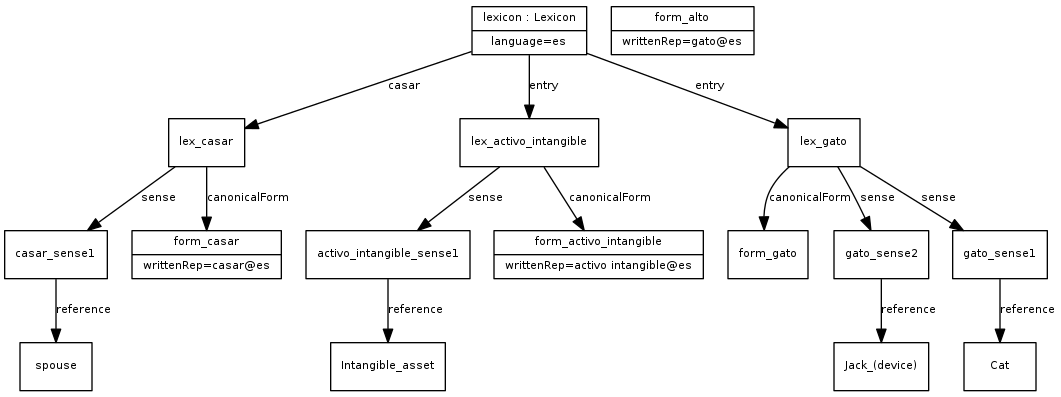 lexicon : Lexicon
language=es
form_alto
writtenRep=gato@es
casar
entry
entry
lex_casar
lex_activo_intangible
lex_gato
sense
canonicalForm
sense
canonicalForm
canonicalForm
sense
sense
casar_sense1
form_casar
writtenRep=casar@es
activo_intangible_sense1
form_activo_intangible
writtenRep=activo intangible@es
form_gato
gato_sense2
gato_sense1
reference
reference
reference
reference
spouse
Intangible_asset
Jack_(device)
Cat